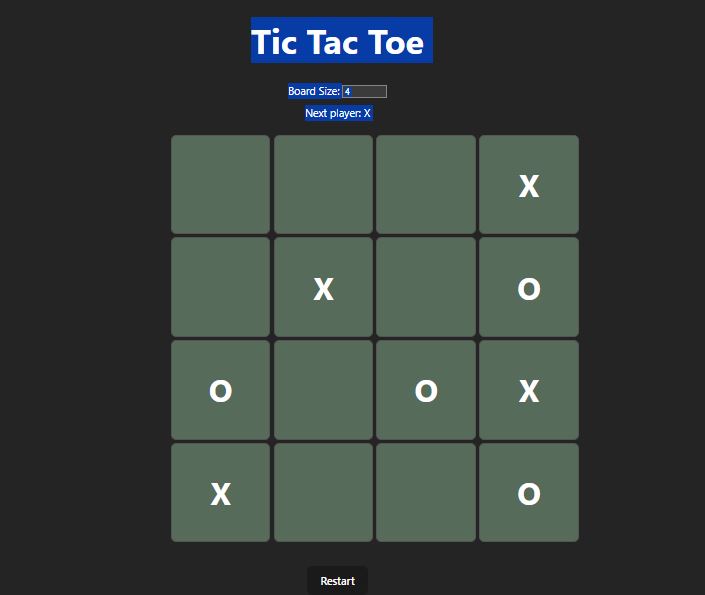 Tic Tac Toe
Board Size: 4
Next player: X
X
X O
O O X
X O
Restart